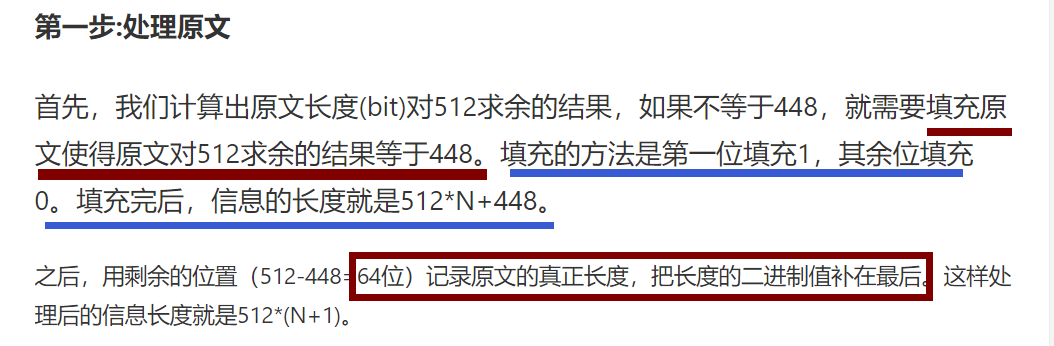 第一步:处理原文
首先，我们计算出原文长度(bit)对512求余的结果，如果不等于448，就需要填充原
文使得原文对512求余的结果等于448。填充的方法是第一位填充1，其余位填充
0。填充完后，信息的长度就是512*N+448。
之后，用剩余的位置（512-448=64位）记录原文的真正长度，把长度的二进制值补在最后。这样处
理后的信息长度就是512*(N+1)。